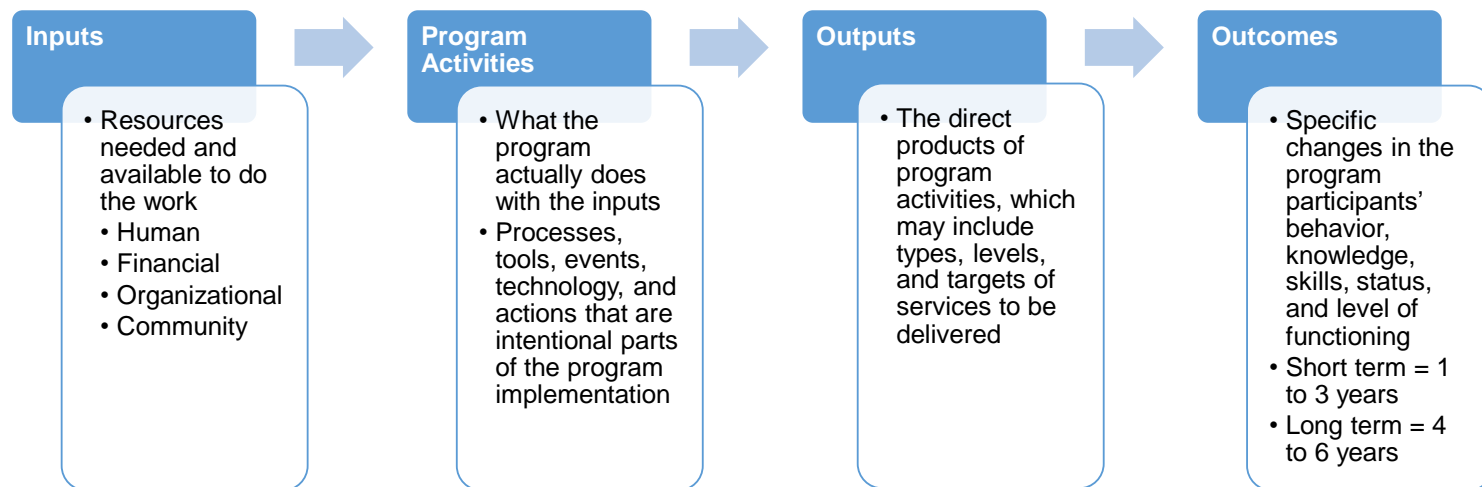 Inputs
• Resources
needed and
available to do
the work
• Human
• Financial
• Organizational
• Community
Program
Activities
• What the
program
actually does
with the inputs
• Processes,
tools, events,
technology, and
actions that are
intentional parts
of the program
implementation
Outputs
• The direct
products of
program
activities, which
may include
types, levels,
and targets of
services to be
delivered
Outcomes
• Specific
changes in the
program
participants’
behavior,
knowledge,
skills, status,
and level of
functioning
• Short term = 1
to 3 years
• Long term = 4
to 6 years